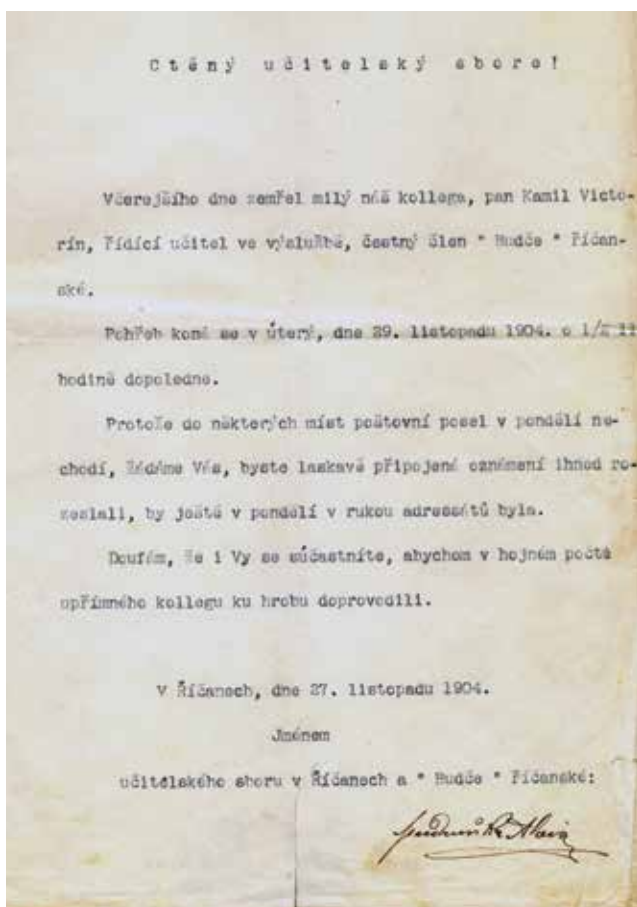 Ctěný učitelský sbore!
Včerejšího dne zemřel milý náš kollega, pan Kamil Victo-
rín, řídící učitel ve výslužbě, čestný člen " Budče " Říčan-
ské.
Pohřeb koná se v úterý, dne 29. listopadu 1904. o 1/2 11
hodině dopoledne.
Protože do některých míst poštovní posel v pondělí ne-
chodí, žádáme Vás, byste laskavě připojené oznámení ihned ro-
zeslali, by ještě v pondělí v rukou adressátů byla.
Doufám, že i Vy se súčastníte, abychom v hojném počtě
upřímného kollegu ku hrobu doprovodili.
V Říčanech, dne 27. listopadu 1904.
Jménem
učitelského sboru v Říčanech a " Budče " Říčanské: